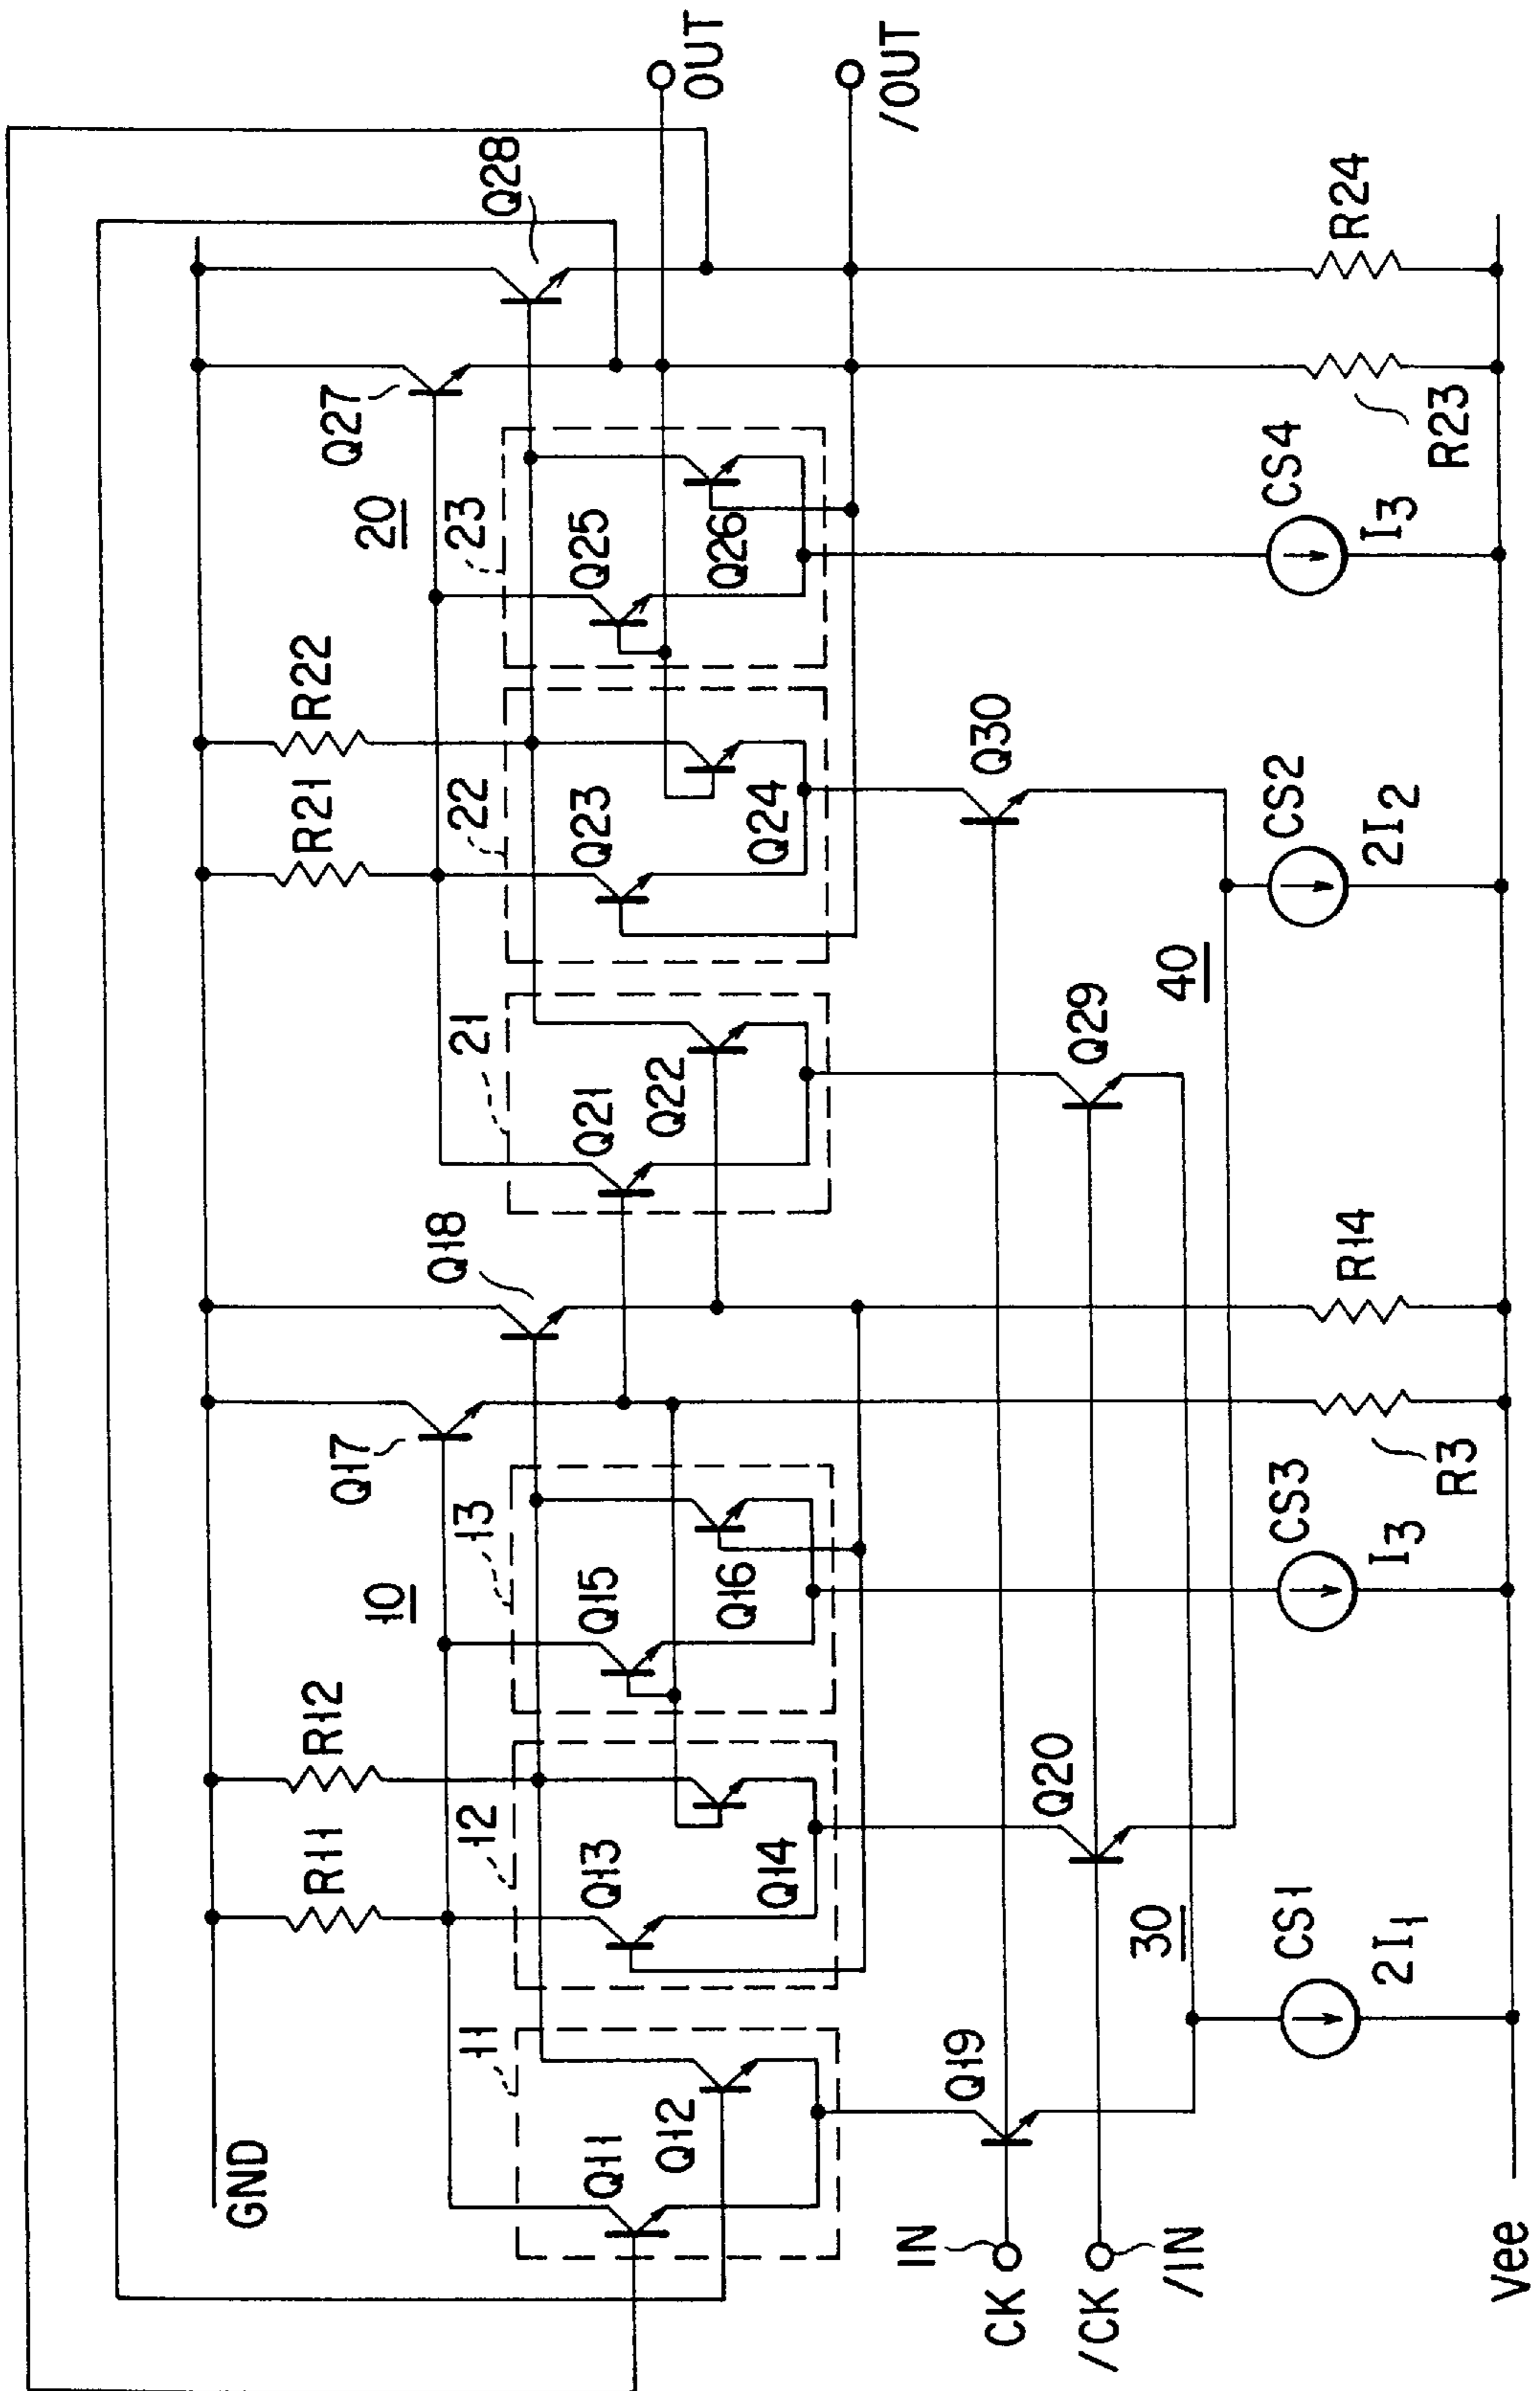 GND
R11
R12
R21
R22
Q17
Q18
Q27
Q28
10
20
11
12
13
21
22
23
Q11
Q12
Q13
Q14
Q15
Q16
Q21
Q22
Q23
Q24
Q25
Q26
OUT
/OUT
IN
CK
/CK
/IN
Q19
Q20
Q29
Q30
30
40
CS1
2I1
CS3
I3
R3
R14
CS2
2I2
CS4
I3
R23
R24
Vee